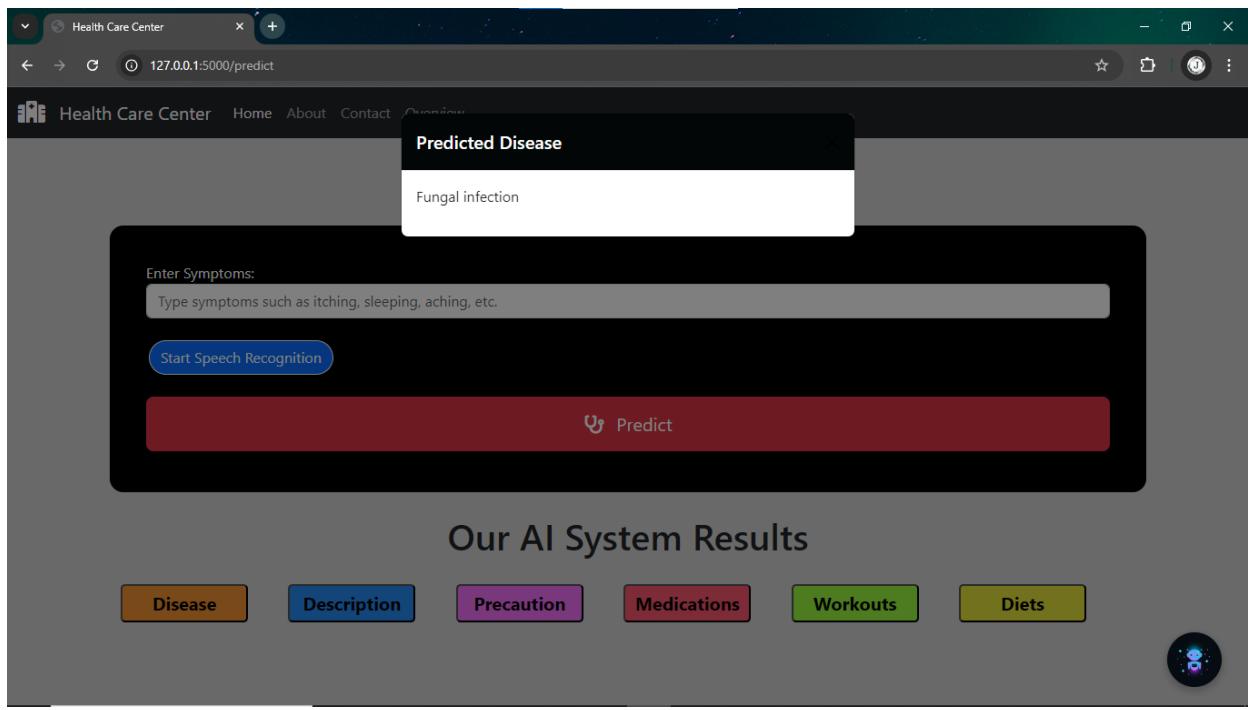 Health Care Center
127.0.0.1:5000/predict
Health Care Center Home About Contact Overview
Predicted Disease
Fungal infection
Enter Symptoms:
Type symptoms such as itching, sleeping, aching, etc.
Start Speech Recognition
Predict
Our AI System Results
Disease Description Precaution Medications Workouts Diets